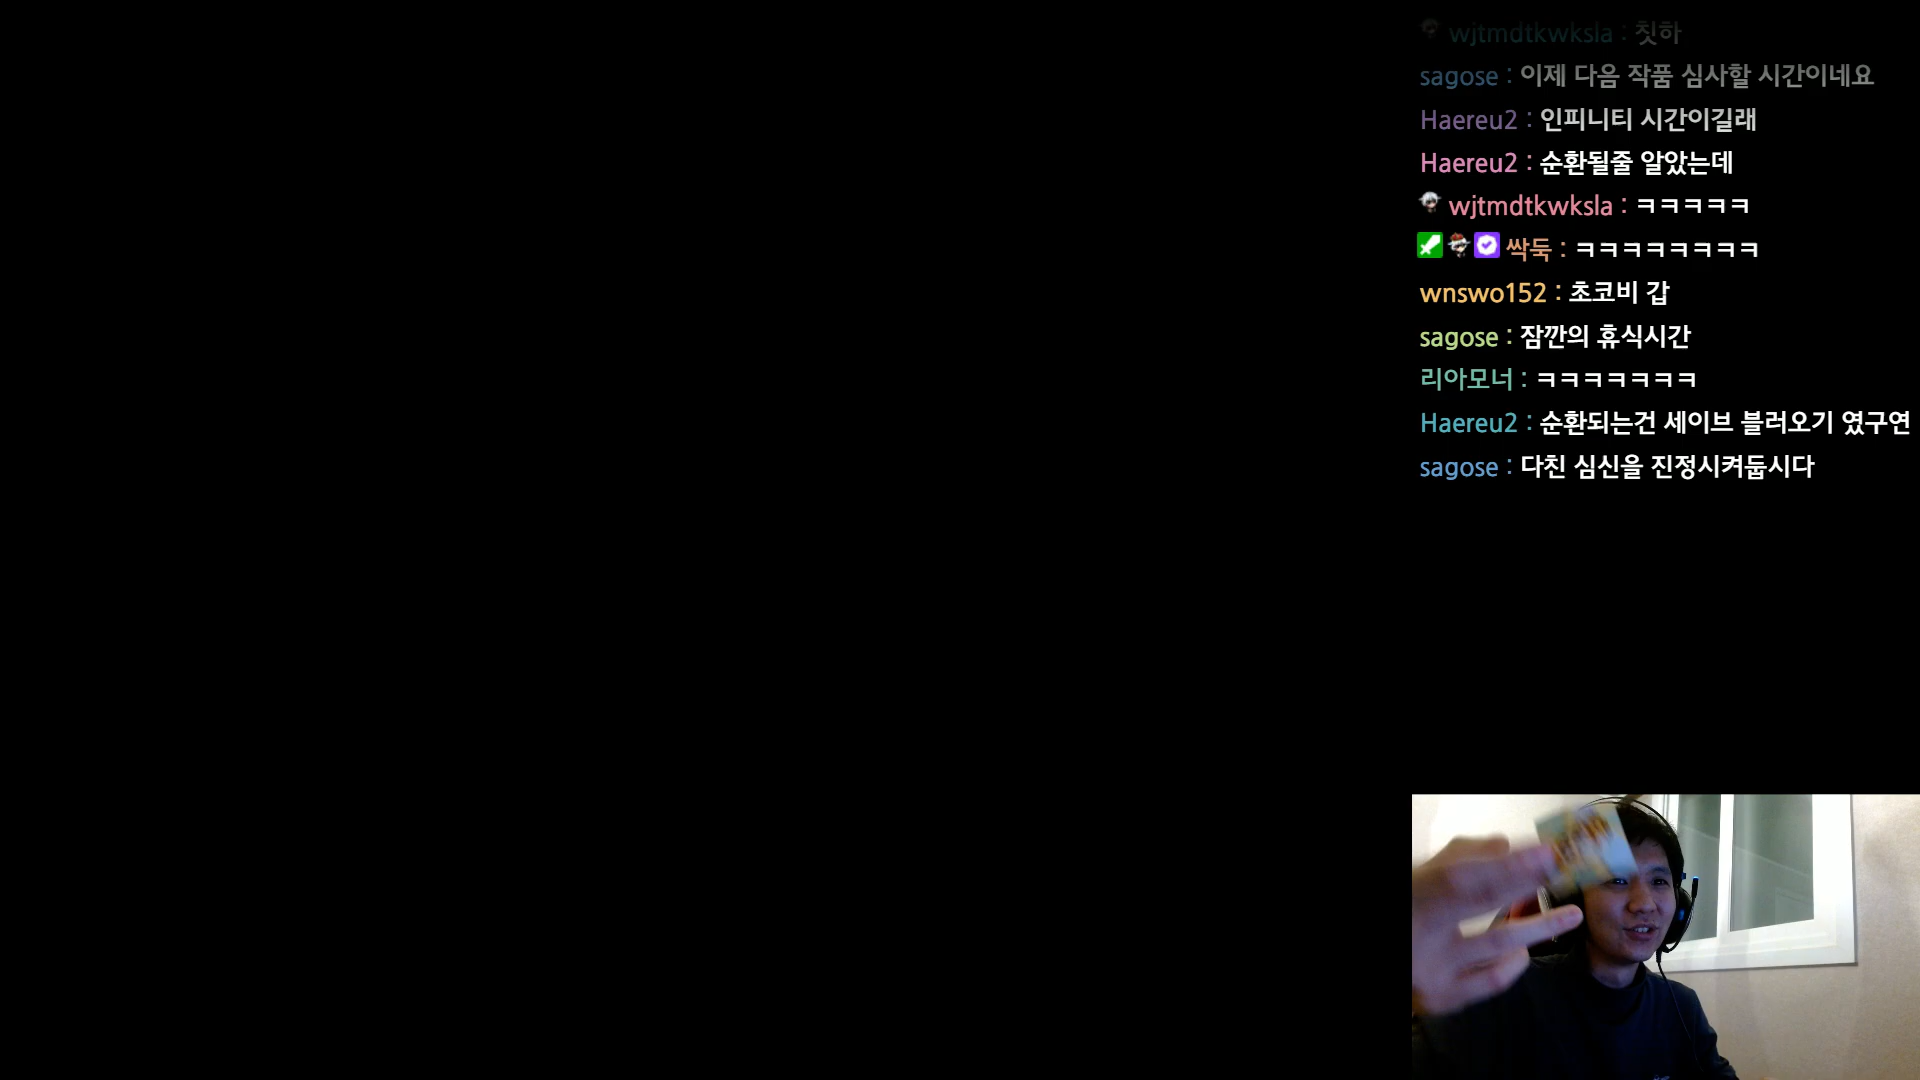 wjtmdtkwksla : 칫하
sagose : 이제 다음 작품 심사할 시간이네요
Haereu2 : 인피니티 시간이길래
Haereu2 : 순환될줄 알았는데
wjtmdtkwksla : ㅋㅋㅋㅋㅋ
싹둑 : ㅋㅋㅋㅋㅋㅋㅋㅋ
wnswo152 : 초코비 갑
sagose : 잠깐의 휴식시간
리아모너 : ㅋㅋㅋㅋㅋㅋㅋ
Haereu2 : 순환되는건 세이브 블러오기 였구연
sagose : 다친 심신을 진정시켜둡시다